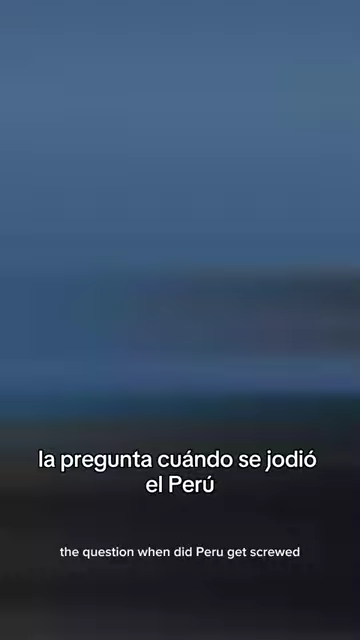 la pregunta cuándo se jodió
el Perú
the question when did Peru get screwed